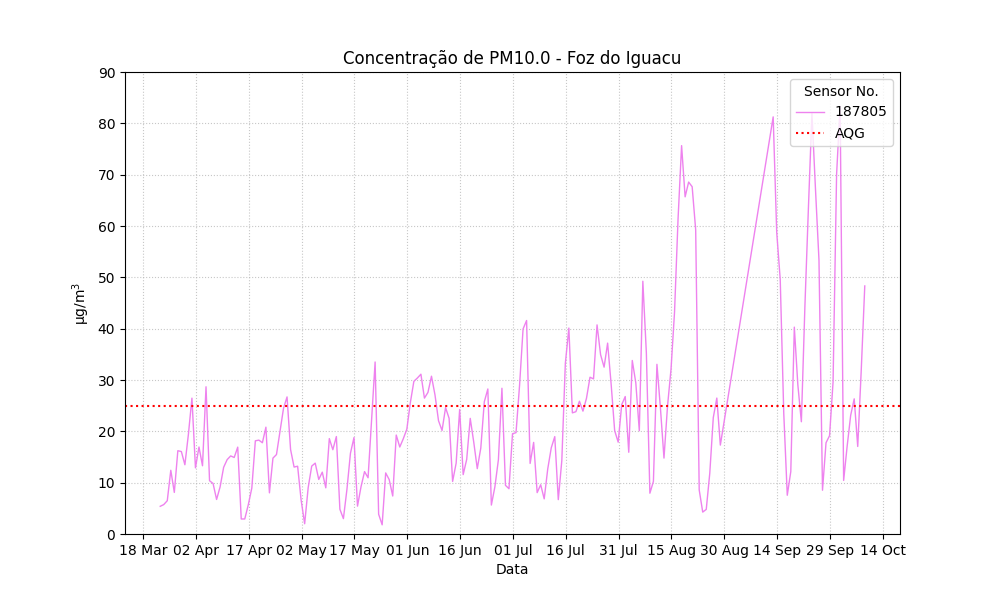 Concentração de PM10.0 - Foz do Iguacu
Sensor No.
187805
AQG
µg/m³
90
80
70
60
50
40
30
20
10
0
18 Mar 02 Apr 17 Apr 02 May 17 May 01 Jun 16 Jun 01 Jul 16 Jul 31 Jul 15 Aug 30 Aug 14 Sep 29 Sep 14 Oct
Data